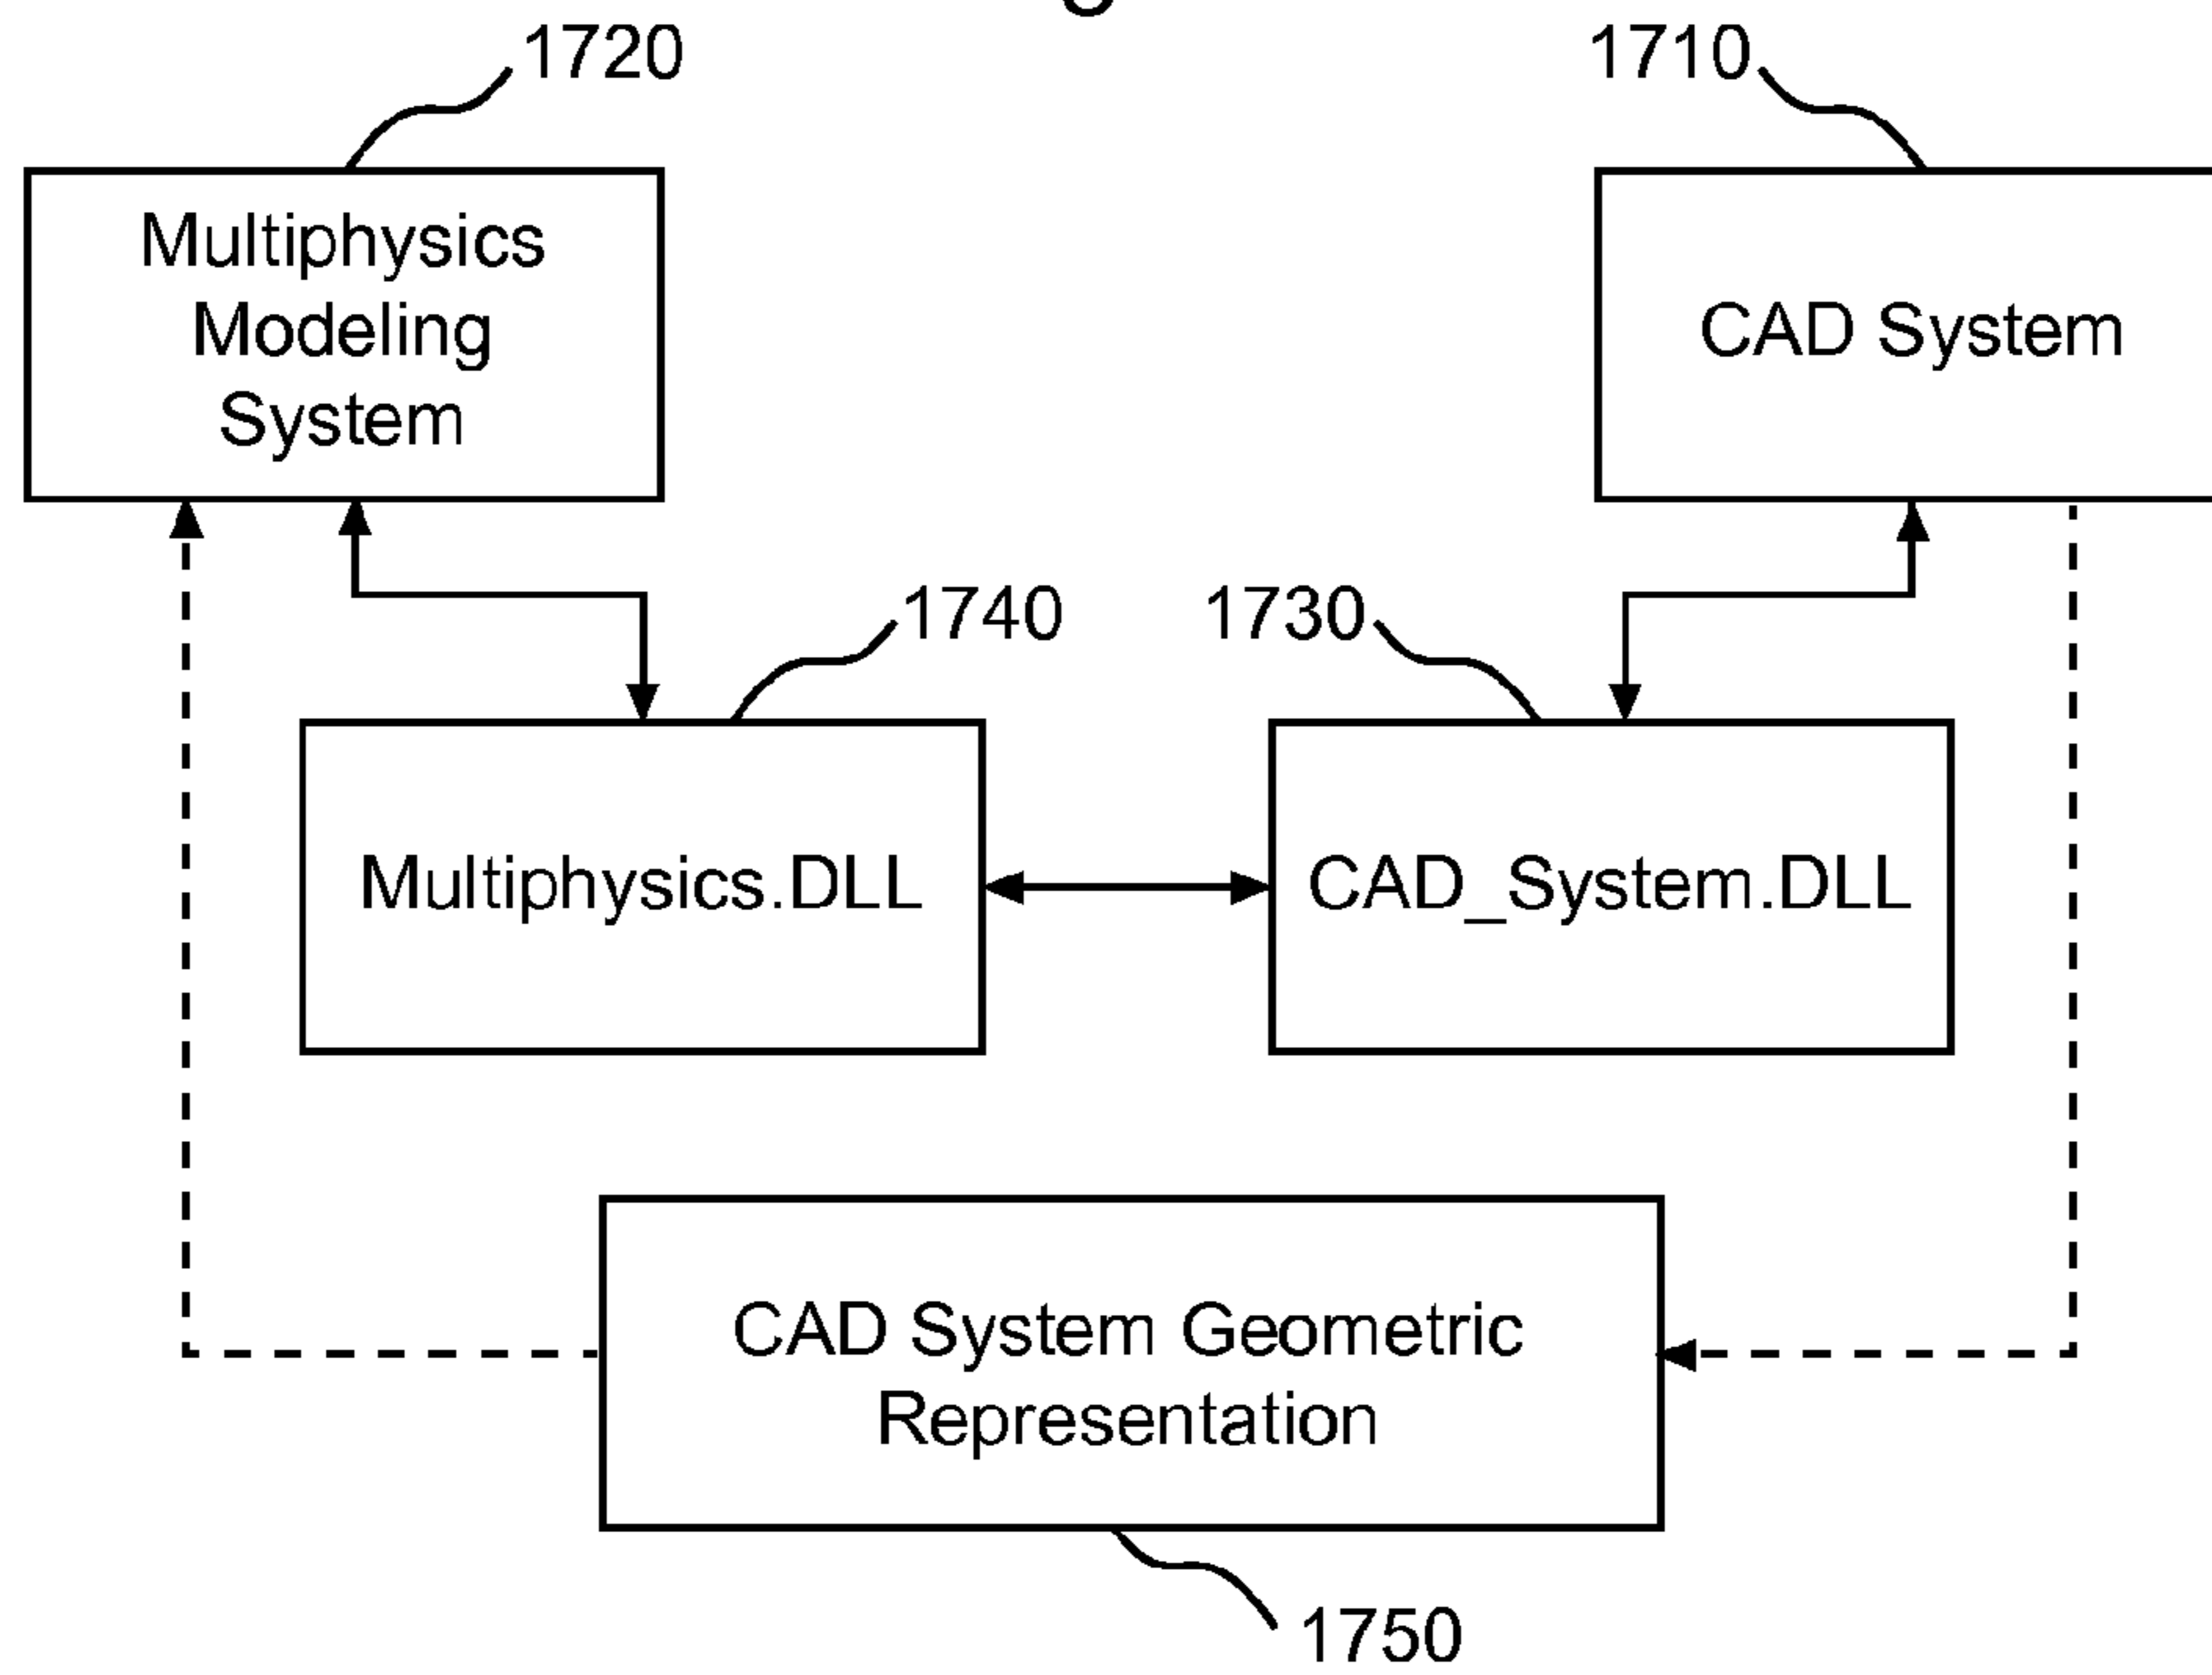 1720
1710
Multiphysics
Modeling
System
CAD System
1740
1730
Multiphysics.DLL
CAD_System.DLL
CAD System Geometric
Representation
1750